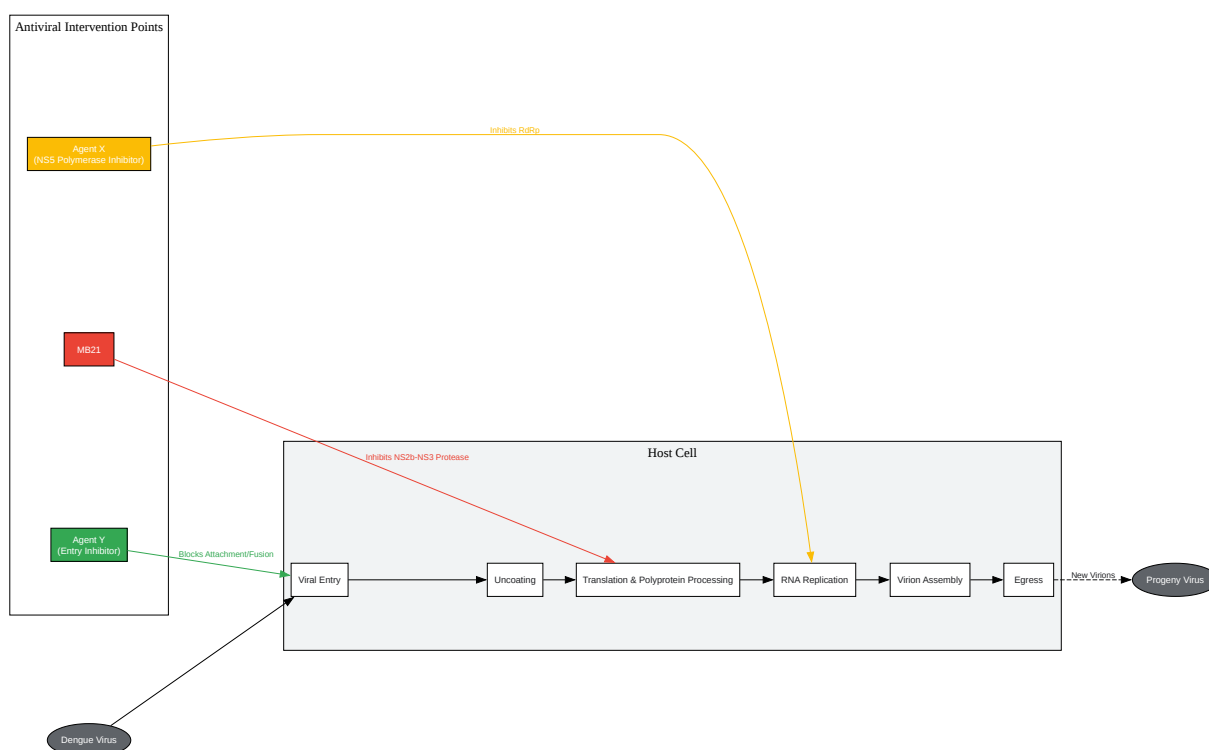 Antiviral Intervention Points
Agent X
(NS5 Polymerase Inhibitor)
Inhibits RdRp
MB21
Inhibits NS2b-NS3 Protease
Host Cell
Agent Y
(Entry Inhibitor)
Blocks Attachment/Fusion
Viral Entry
Uncoating
Translation & Polyprotein Processing
RNA Replication
Virion Assembly
Egress
New Virions
Progeny Virus
Dengue Virus